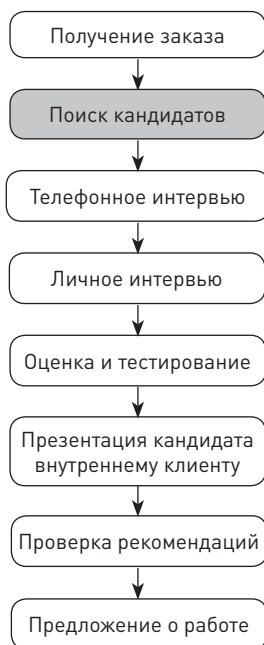 Получение заказа
Поиск кандидатов
Телефонное интервью
Личное интервью
Оценка и тестирование
Презентация кандидата
внутреннему клиенту
Проверка рекомендаций
Предложение о работе